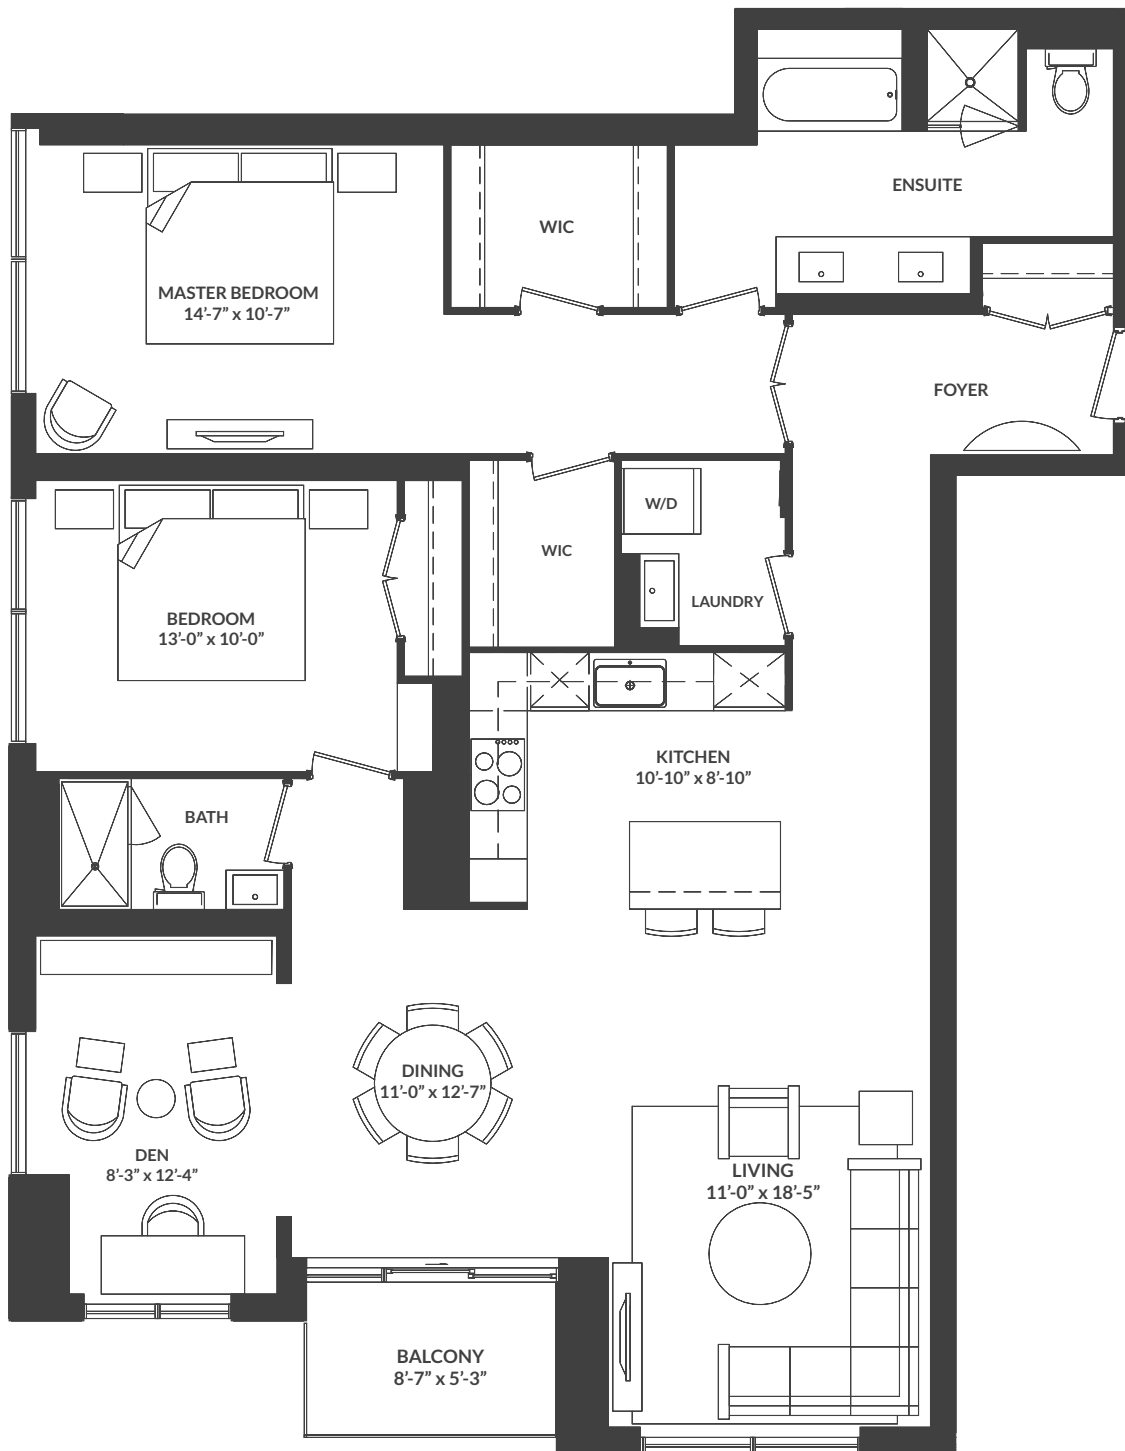 ENSUITE
WIC
MASTER BEDROOM
14’-7” x 10’-7”
FOYER
W/D
WIC
LAUNDRY
BEDROOM
13’-0” x 10’-0”
KITCHEN
10’-10” x 8’-10”
BATH
DINING
11’-0” x 12’-7”
DEN
8’-3” x 12’-4”
LIVING
11’-0” x 18’-5”
BALCONY
8’-7” x 5’-3”